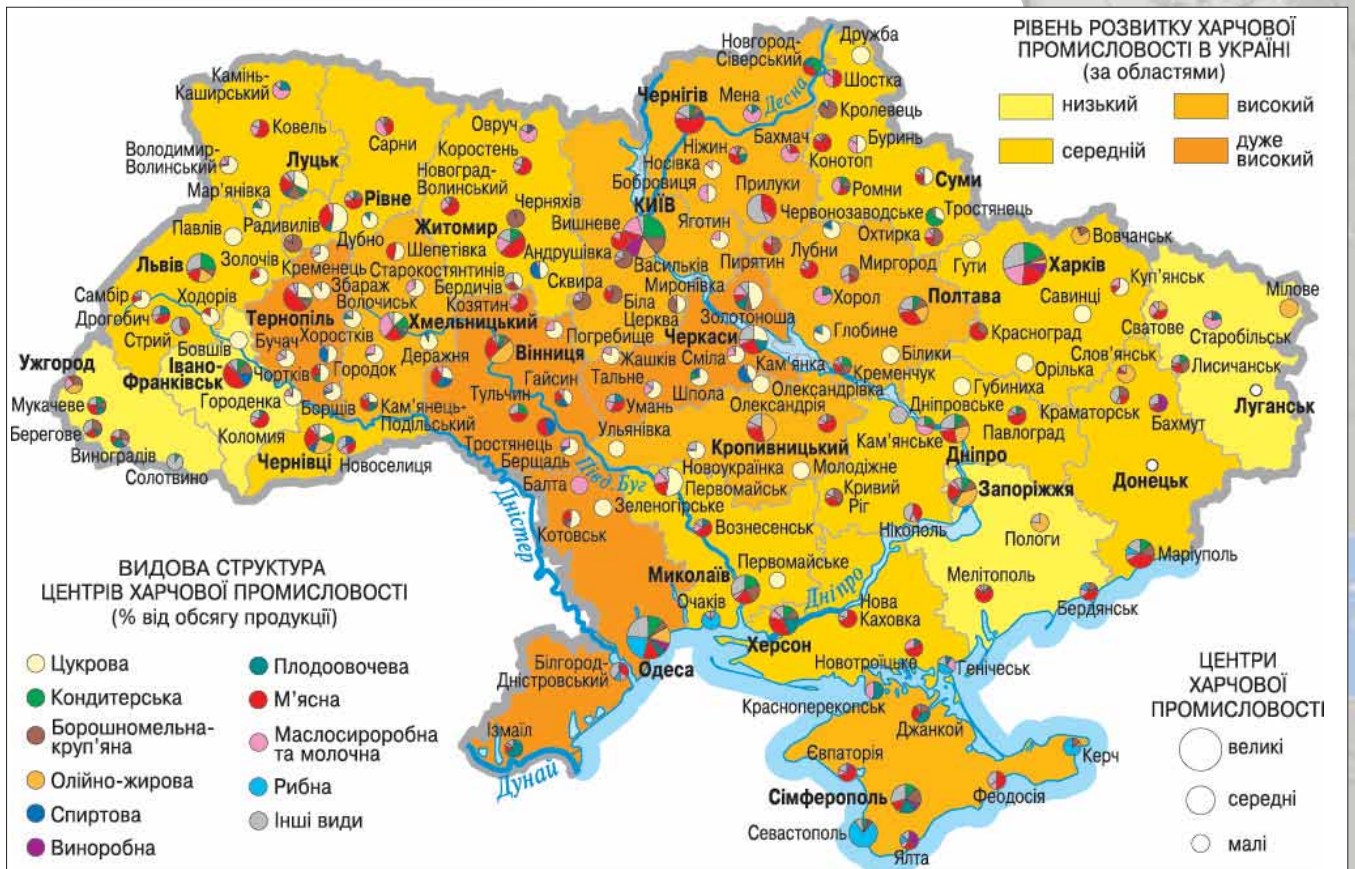 РІВЕНЬ РОЗВИТКУ ХАРЧОВОЇ
ПРОМИСЛОВОСТІ В УКРАЇНІ
(за областями)
низький
високий
середній
дуже
високий
Дружба
Новгород-
Сіверський
Шостка
Камінь-
Каширський
Чернігів
Мена
Десна
Кролевець
Ковель
Сарни
Овруч
Бахмач
Буринь
Коростень
Ніжин
Конотоп
Володимир-
Волинський
Луцьк
Новоград-
Волинський
Носівка
Бобровиця
Прилуки
Ромни
Суми
Мар'янівка
Рівне
КИЇВ
Червонозаводське
Тростянець
Павлів
Радивилів
Житомир
Черняхів
Вишневе
Яготин
Охтирка
Вовчанськ
Дубно
Шепетівка
Андрушівка
Лубни
Гути
Харків
Золочів
Васильків
Пирятин
Миргород
Львів
Кременець
Старокостянтинів
Миронівка
Куп'янськ
Збараж
Бердичів
Сквира
Мілове
Самбір
Ходорів
Волочиськ
Козятин
Біла
Церква
Хорол
Полтава
Савинці
Дрогобич
Тернопіль
Хмельницький
Золотоноша
Сватове
Старобільськ
Стрий
Хоростків
Погребище
Черкаси
Глобине
Красноград
Бовшів
Бучач
Деражня
Вінниця
Жашків
Сміла
Кам'янка
Білики
Слов'янськ
Ужгород
Івано-
Франківськ
Чортків
Городок
Гайсин
Тальне
Кременчук
Орілька
Лисичанськ
Шпола
Олександрівка
Губиниха
Городенка
Тульчин
Умань
Олександрія
Дніпровське
Луганськ
Мукачеве
Борщів
Кам'янець-
Подільський
Краматорськ
Ульянівка
Павлоград
Бахмут
Берегове
Коломия
Тростянець
Кропивницький
Кам'янське
Виноградів
Чернівці
Новоселиця
Бершадь
Дніпро
Новоукраїнка
Молодіжне
Солотвино
Півд. Буг
Первомайськ
Донецьк
Балта
Кривий
Ріг
Запоріжжя
Зеленогірське
Дністер
Котовськ
Вознесенськ
Нікополь
Пологи
Первомайське
Маріуполь
Миколаїв
Мелітополь
Дніпро
Очаків
Нова
Каховка
Бердянськ
Херсон
Одеса
Новотроїцьке
Генічеськ
Білгород-
Дністровський
Красноперекопськ
Ізмаїл
Джанкой
Дунай
Євпаторія
Керч
Сімферополь
Феодосія
Севастополь
Ялта
ВИДОВА СТРУКТУРА
ЦЕНТРІВ ХАРЧОВОЇ ПРОМИСЛОВОСТІ
(% від обсягу продукції)
Цукрова
Кондитерська
Борошномельна-
круп'яна
Олійно-жирова
Спиртова
Виноробна
Плодоовочева
М'ясна
Маслосироробна
та молочна
Рибна
Інші види
ЦЕНТРИ
ХАРЧОВОЇ
ПРОМИСЛОВОСТІ
великі
середні
малі